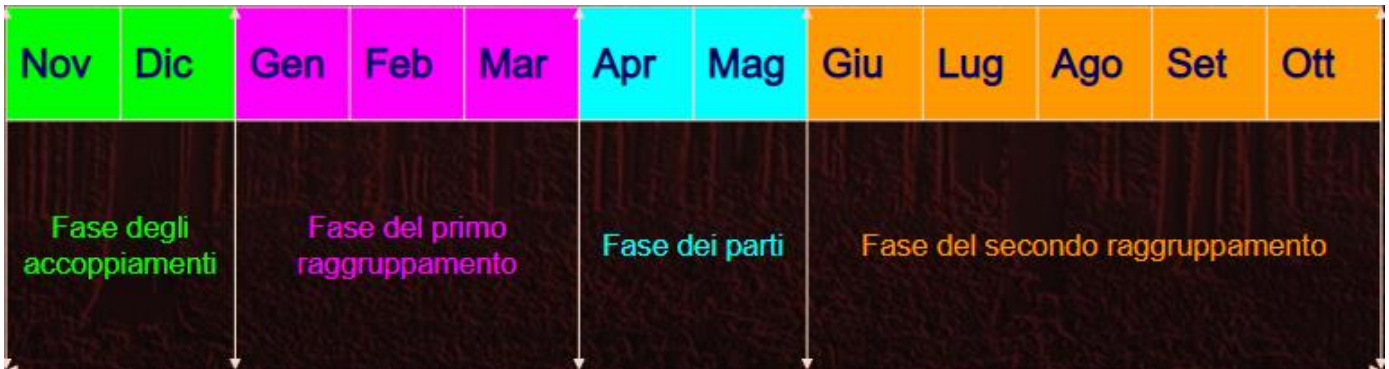 Nov Dic Gen Feb Mar Apr Mag Giu Lug Ago Set Ott
Fase degli
accoppiamenti
Fase del primo
raggruppamento
Fase dei parti
Fase del secondo raggruppamento